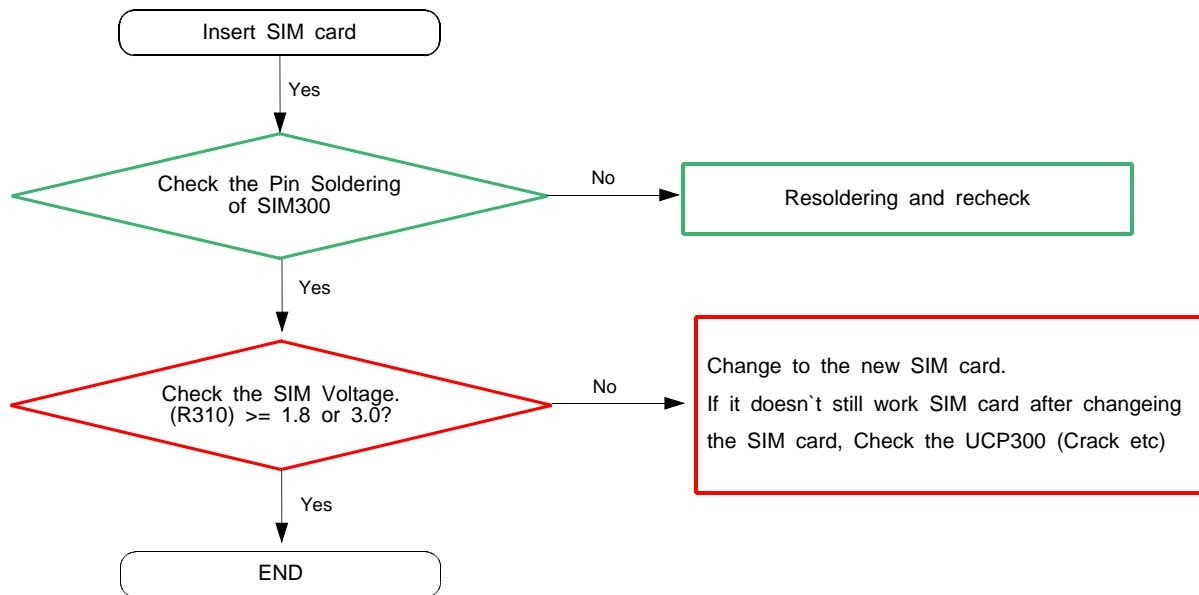 Insert SIM card
Yes
Check the Pin Soldering
of SIM300
No
Resoldering and recheck
Yes
Check the SIM Voltage.
(R310) >= 1.8 or 3.0?
No
Change to the new SIM card.
If it doesn`t still work SIM card after changeing
the SIM card, Check the UCP300 (Crack etc)
Yes
END